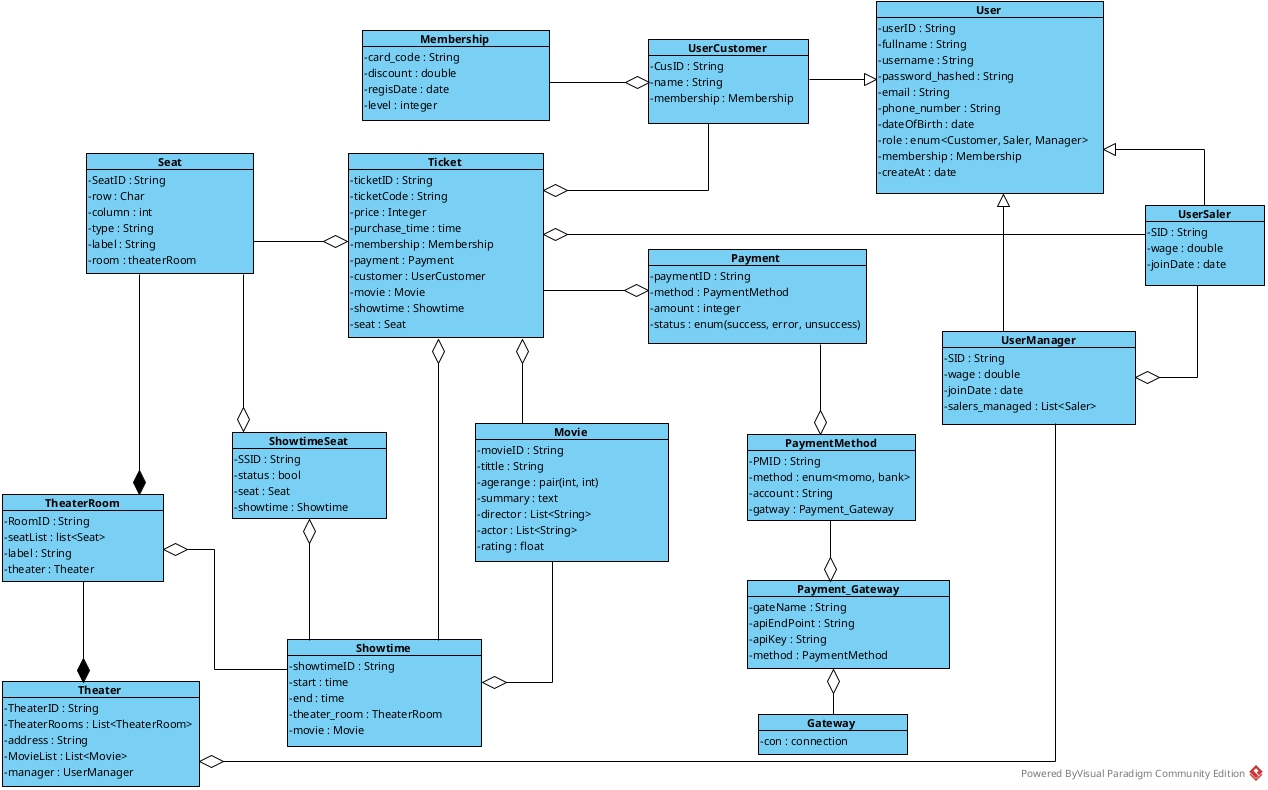 User
-userID : String
-fullname : String
-username : String
-password_hashed : String
-email : String
-phone_number : String
-dateOfBirth : date
-role : enum<Customer, Saler, Manager>
-membership : Membership
-createAt : date
Membership
-card_code : String
-discount : double
-regisDate : date
-level : integer
UserCustomer
-CusID : String
-name : String
-membership : Membership
Seat
-SeatID : String
-row : Char
-column : int
-type : String
-label : String
-room : theaterRoom
Ticket
-ticketID : String
-ticketCode : String
-price : Integer
-purchase_time : time
-membership : Membership
-payment : Payment
-customer : UserCustomer
-movie : Movie
-showtime : Showtime
-seat : Seat
UserSaler
-SID : String
-wage : double
-joinDate : date
Payment
-paymentID : String
-method : PaymentMethod
-amount : integer
-status : enum(success, error, unsuccess)
UserManager
-SID : String
-wage : double
-joinDate : date
-salers_managed : List<Saler>
ShowtimeSeat
-SSID : String
-status : bool
-seat : Seat
-showtime : Showtime
Movie
-movieID : String
-tittle : String
-agerange : pair(int, int)
-summary : text
-director : List<String>
-actor : List<String>
-rating : float
PaymentMethod
-PMID : String
-method : enum<momo, bank>
-account : String
-gatway : Payment_Gateway
TheaterRoom
-RoomID : String
-seatList : list<Seat>
-label : String
-theater : Theater
Payment_Gateway
-gateName : String
-apiEndPoint : String
-apiKey : String
-method : PaymentMethod
Showtime
-showtimeID : String
-start : time
-end : time
-theater_room : TheaterRoom
-movie : Movie
Theater
-TheaterID : String
-TheaterRooms : List<TheaterRoom>
-address : String
-MovieList : List<Movie>
-manager : UserManager
Gateway
-con : connection
Powered ByVisual Paradigm Community Edition